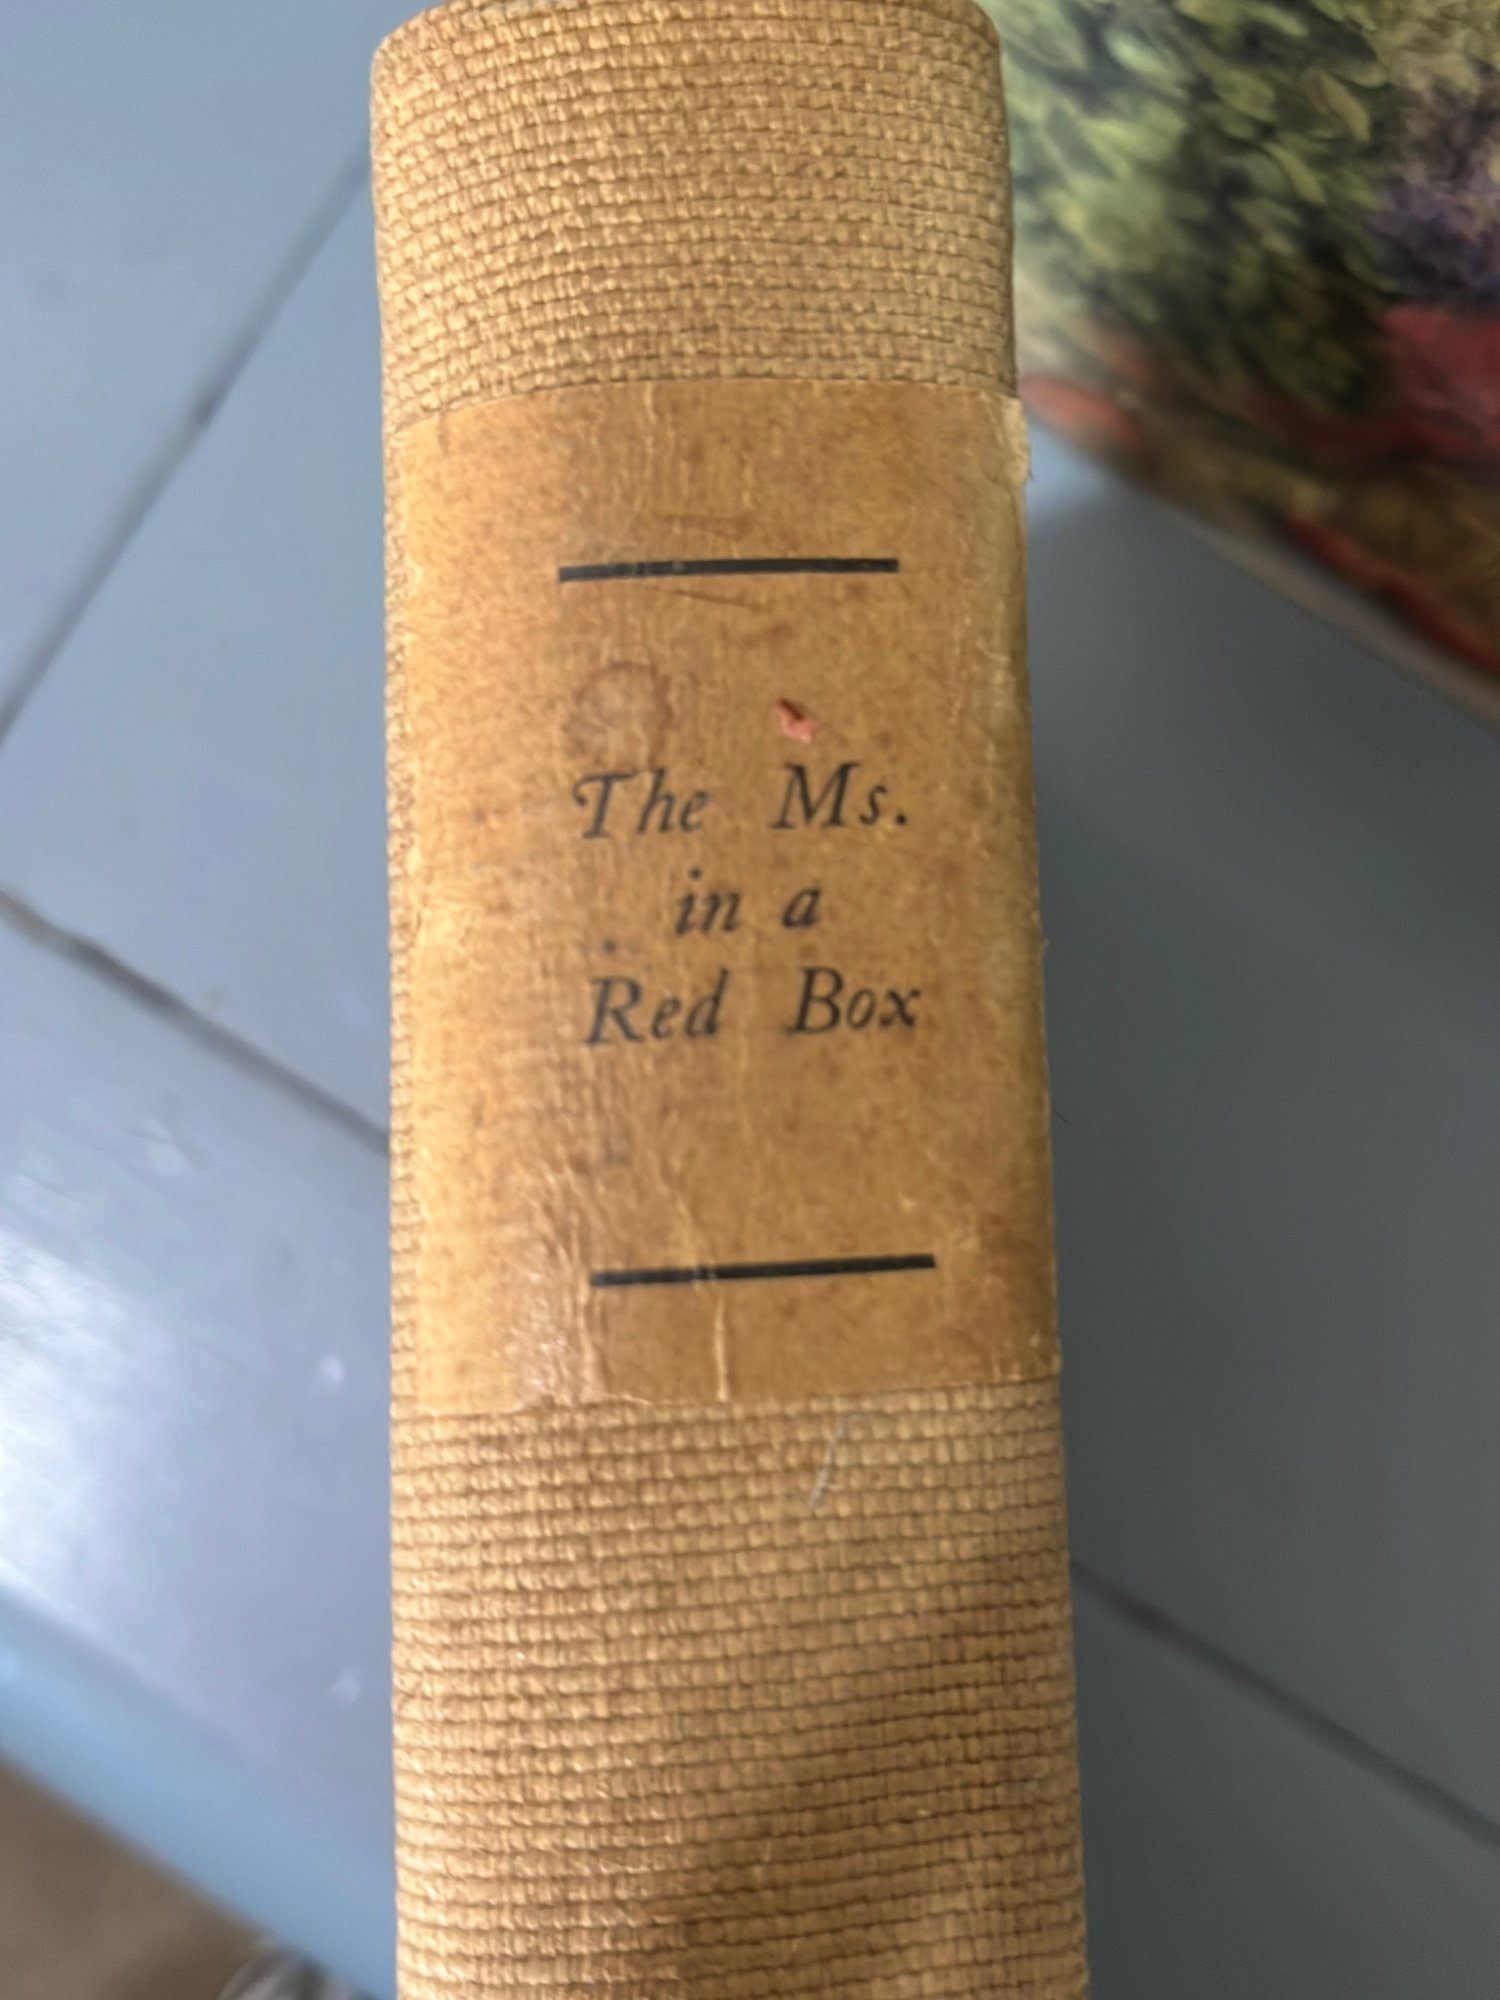 The Ms.
in a
Red Box